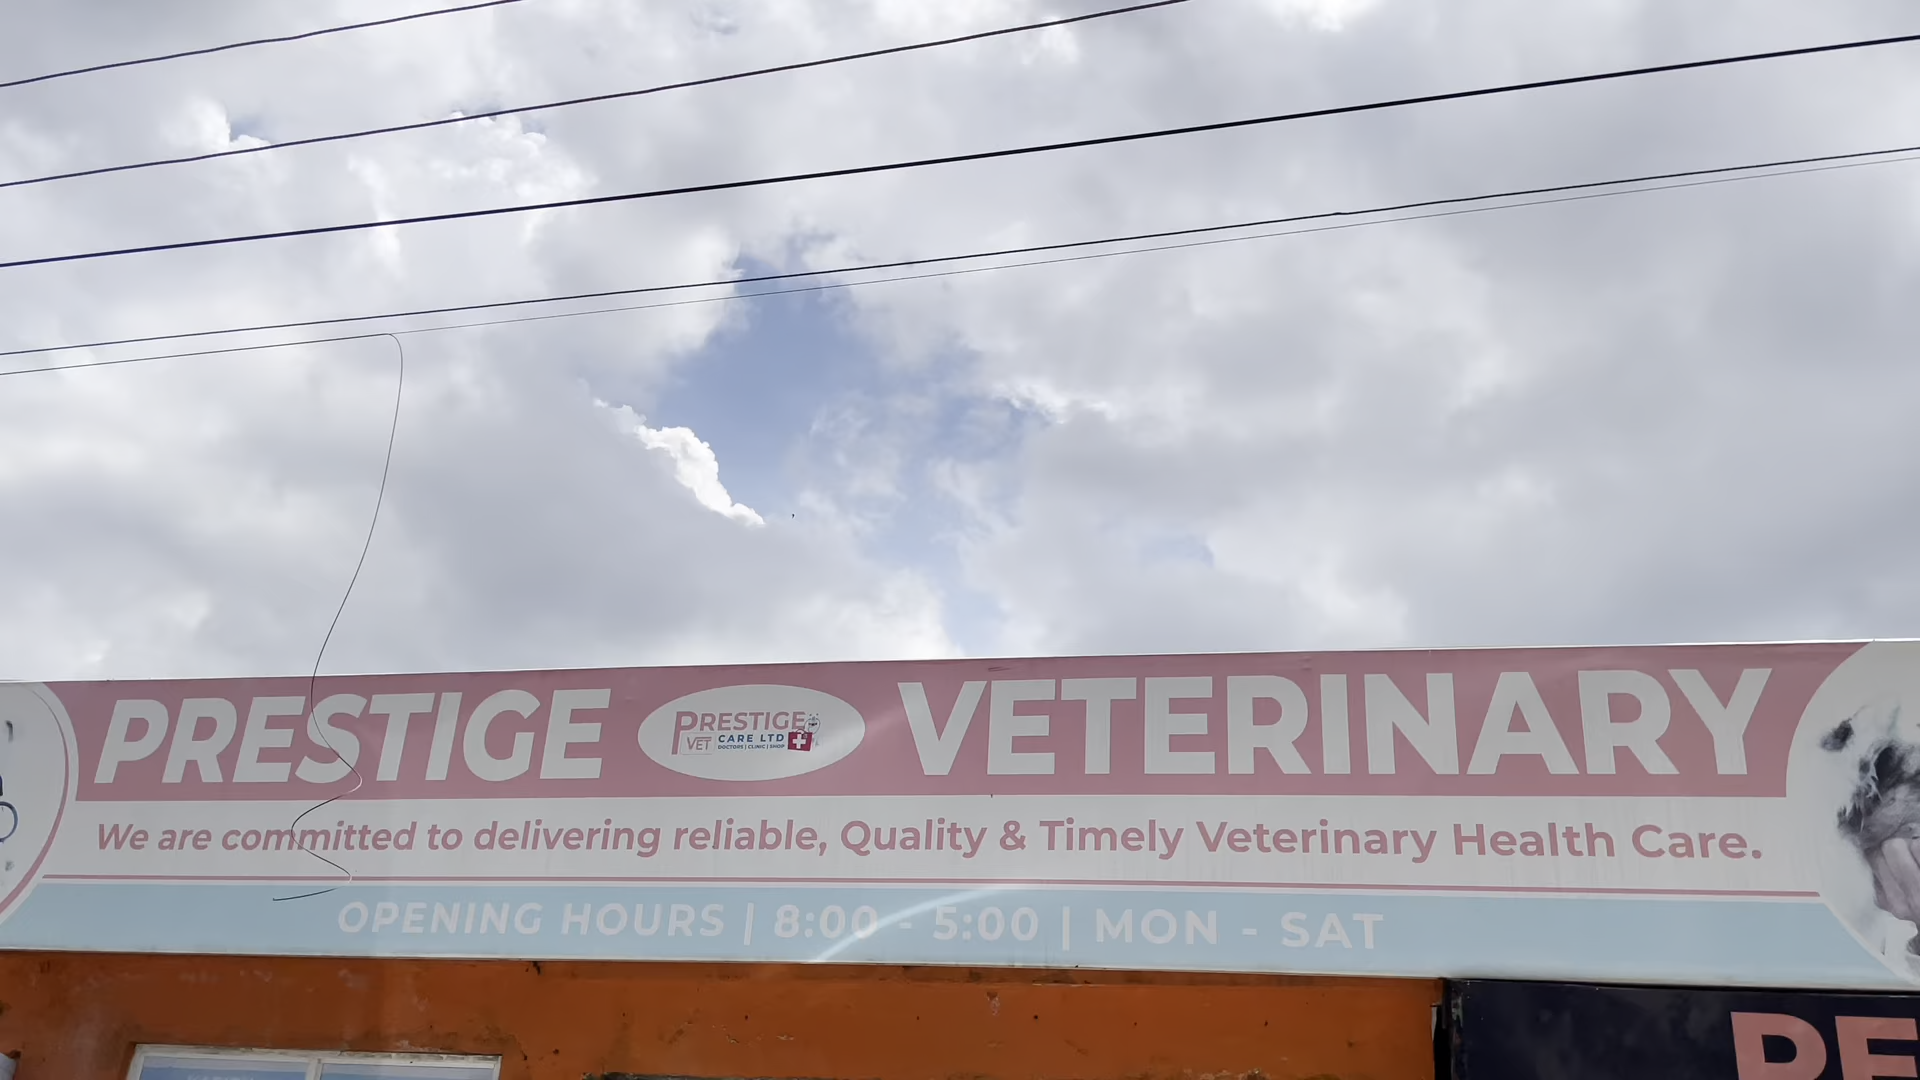 PRESTIGE VETERINARY
PRESTIGE
VET CARE LTD
DOCTORS | CLINIC | SHOP
We are committed to delivering reliable, Quality & Timely Veterinary Health Care.
OPENING HOURS | 8:00 - 5:00 | MON - SAT